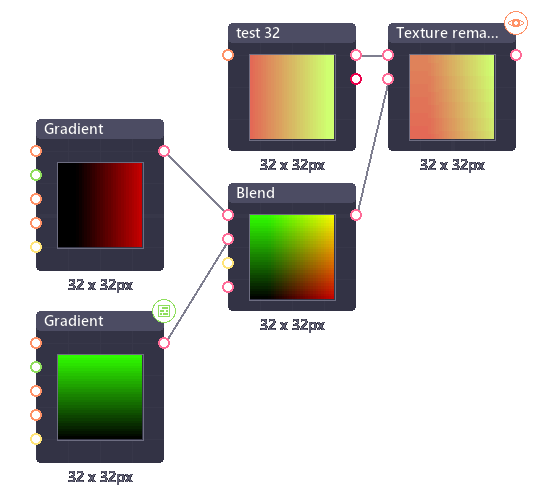 test 32
Texture rema...
32 x 32px
32 x 32px
Gradient
32 x 32px
Blend
32 x 32px
Gradient
32 x 32px